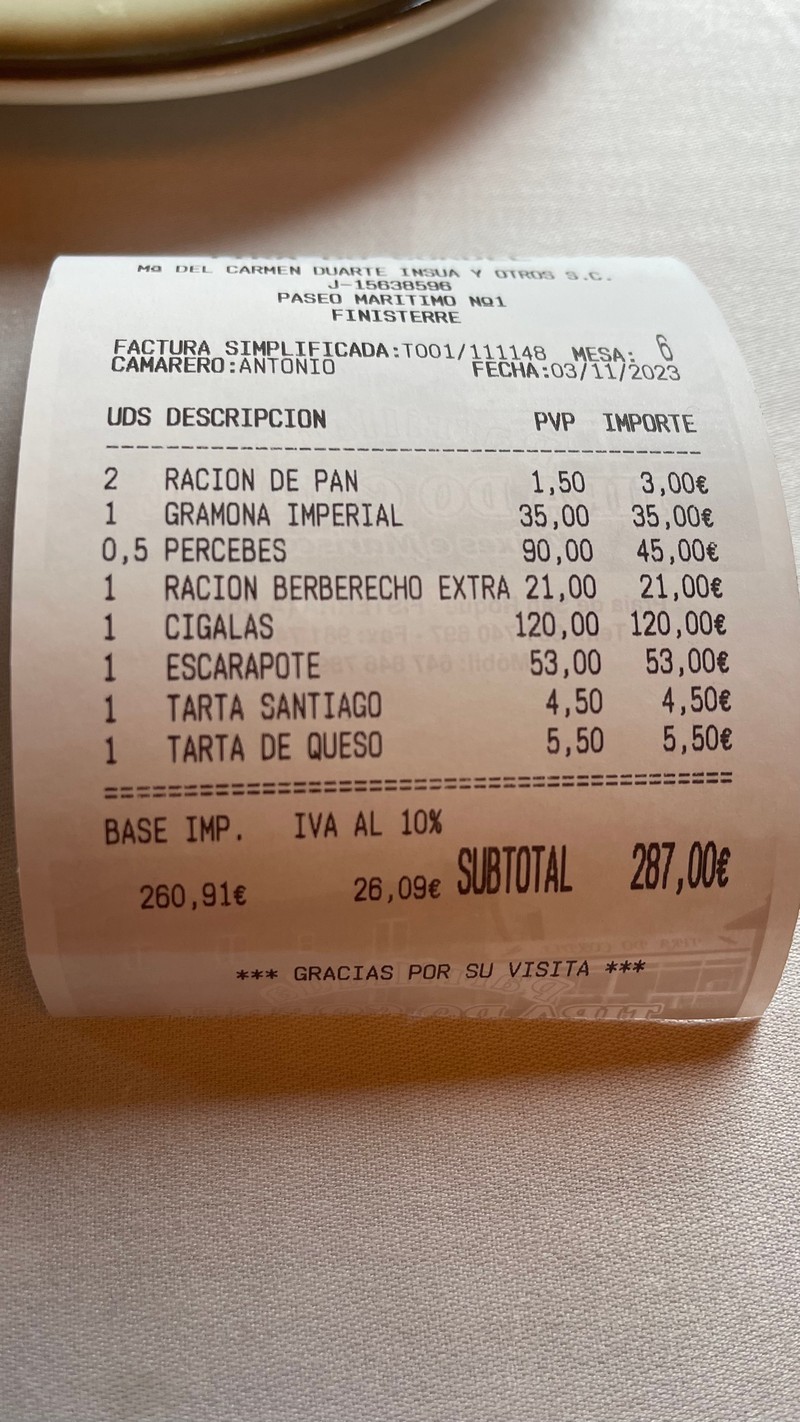 Mª DEL CARMEN DUARTE INSUA Y OTROS S.C.
J-15638596
PASEO MARITIMO Nº1
FINISTERRE
FACTURA SIMPLIFICADA:T001/111148 MESA: 6
CAMARERO:ANTONIO FECHA:03/11/2023
UDS DESCRIPCION PVP IMPORTE
2 RACION DE PAN 1,50 3,00€
1 GRAMONA IMPERIAL 35,00 35,00€
0,5 PERCEBES 90,00 45,00€
1 RACION BERBERECHO EXTRA 21,00 21,00€
1 CIGALAS 120,00 120,00€
1 ESCARAPOTE 53,00 53,00€
1 TARTA SANTIAGO 4,50 4,50€
1 TARTA DE QUESO 5,50 5,50€
BASE IMP. IVA AL 10%
260,91€ 26,09€ SUBTOTAL 287,00€
*** GRACIAS POR SU VISITA ***